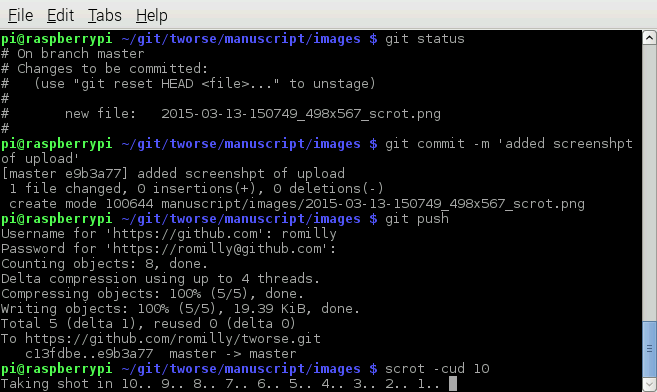 File Edit Tabs Help
pi@raspberrypi ~/git/tworse/manuscript/images $ git status
# On branch master
# Changes to be committed:
#   (use "git reset HEAD <file>..." to unstage)
#
#       new file:   2015-03-13-150749_498x567_scrot.png
#
pi@raspberrypi ~/git/tworse/manuscript/images $ git commit -m 'added screenshpt
of upload'
[master e9b3a77] added screenshpt of upload
 1 file changed, 0 insertions(+), 0 deletions(-)
 create mode 100644 manuscript/images/2015-03-13-150749_498x567_scrot.png
pi@raspberrypi ~/git/tworse/manuscript/images $ git push
Username for 'https://github.com': romilly
Password for 'https://romilly@github.com':
Counting objects: 8, done.
Delta compression using up to 4 threads.
Compressing objects: 100% (5/5), done.
Writing objects: 100% (5/5), 19.39 KiB, done.
Total 5 (delta 1), reused 0 (delta 0)
To https://github.com/romilly/tworse.git
   c13fdbe..e9b3a77  master -> master
pi@raspberrypi ~/git/tworse/manuscript/images $ scrot -cud 10
Taking shot in 10.. 9.. 8.. 7.. 6.. 5.. 4.. 3.. 2.. 1..